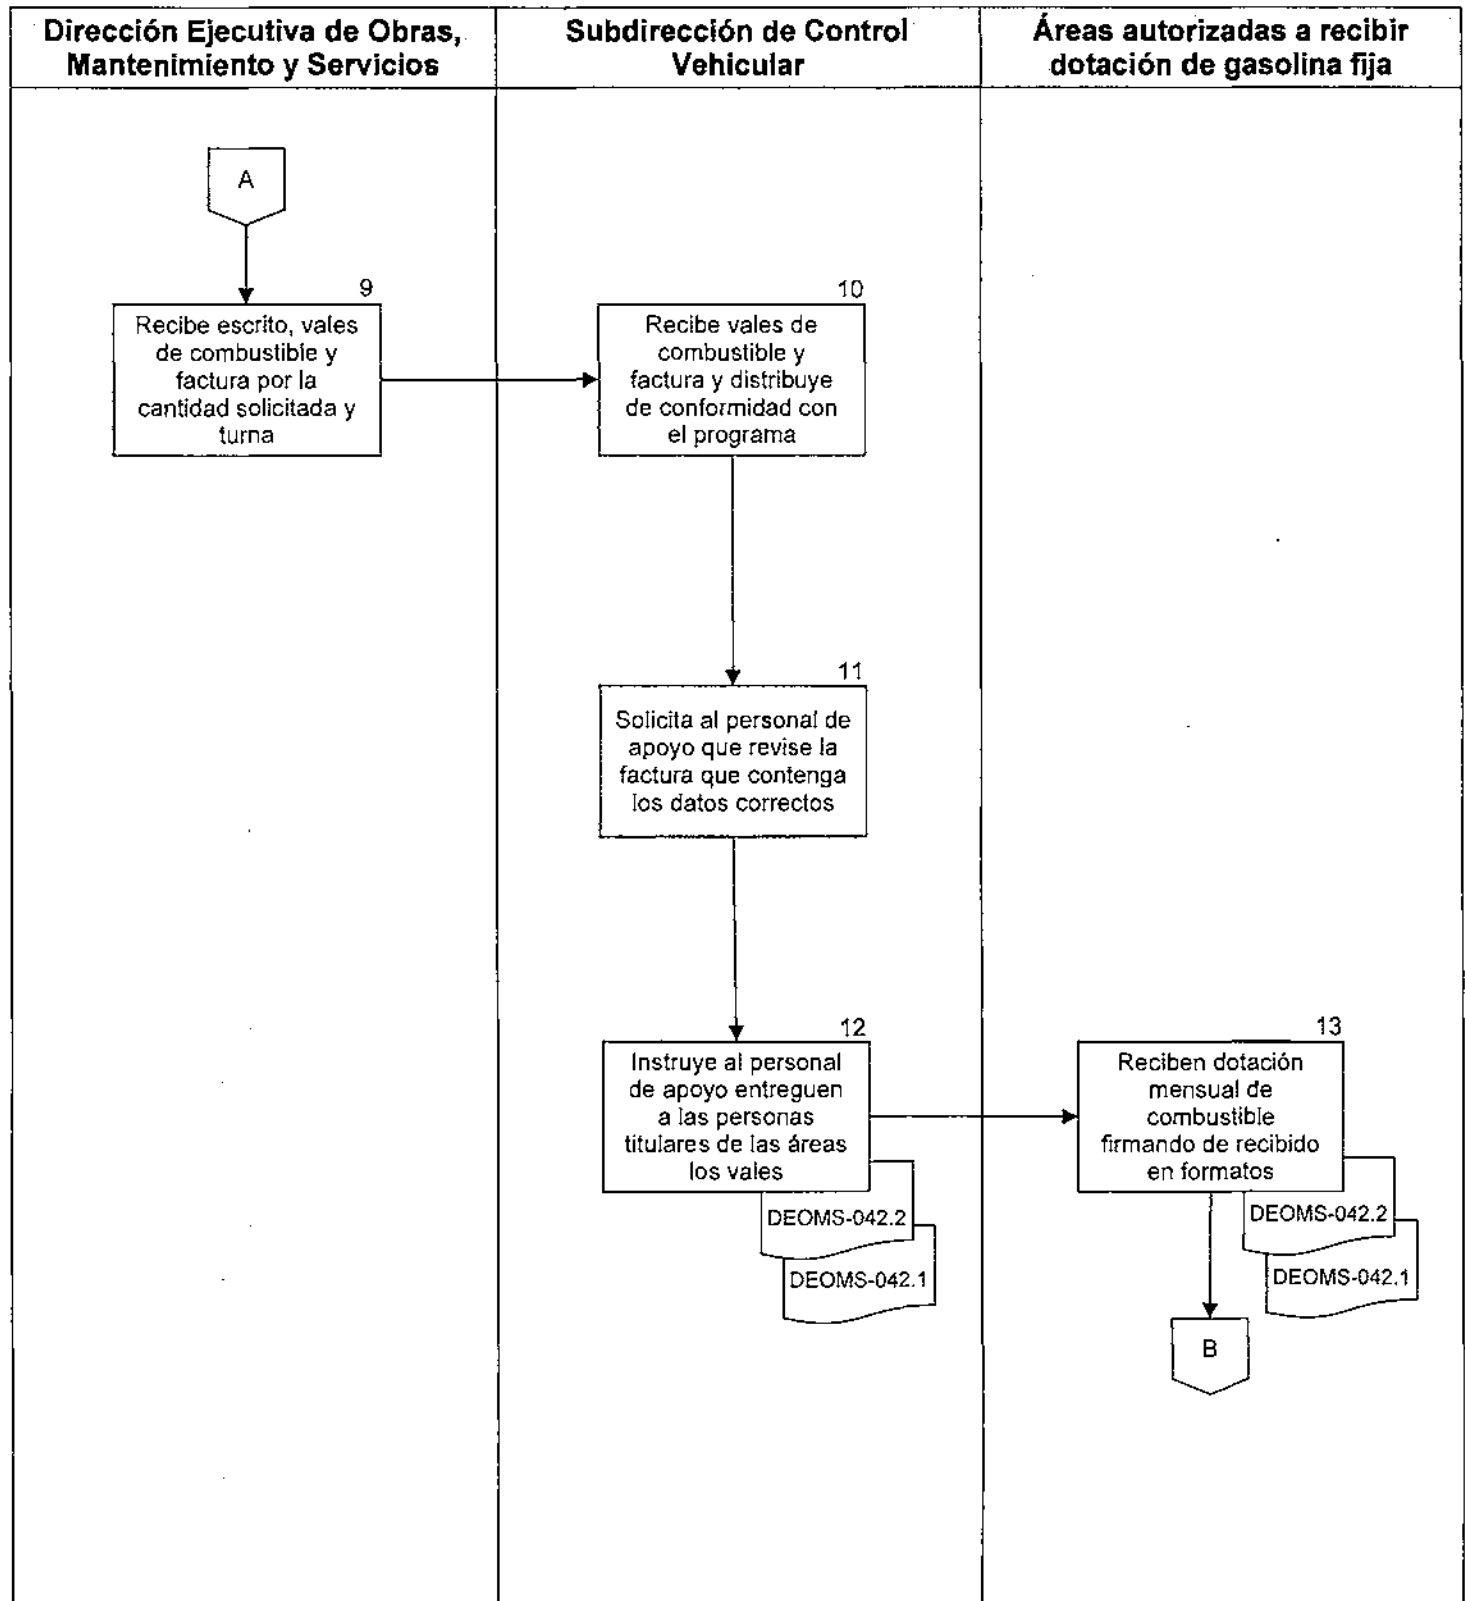 Dirección Ejecutiva de Obras,
Mantenimiento y Servicios
Subdirección de Control
Vehicular
Áreas autorizadas a recibir
dotación de gasolina fija
A
9
Recibe escrito, vales
de combustible y
factura por la
cantidad solicitada y
turna
10
Recibe vales de
combustible y
factura y distribuye
de conformidad con
el programa
11
Solicita al personal de
apoyo que revise la
factura que contenga
los datos correctos
12
Instruye al personal
de apoyo entreguen
a las personas
titulares de las áreas
los vales
DEOMS-042.2
DEOMS-042.1
13
Reciben dotación
mensual de
combustible
firmando de recibido
en formatos
DEOMS-042.2
DEOMS-042.1
B